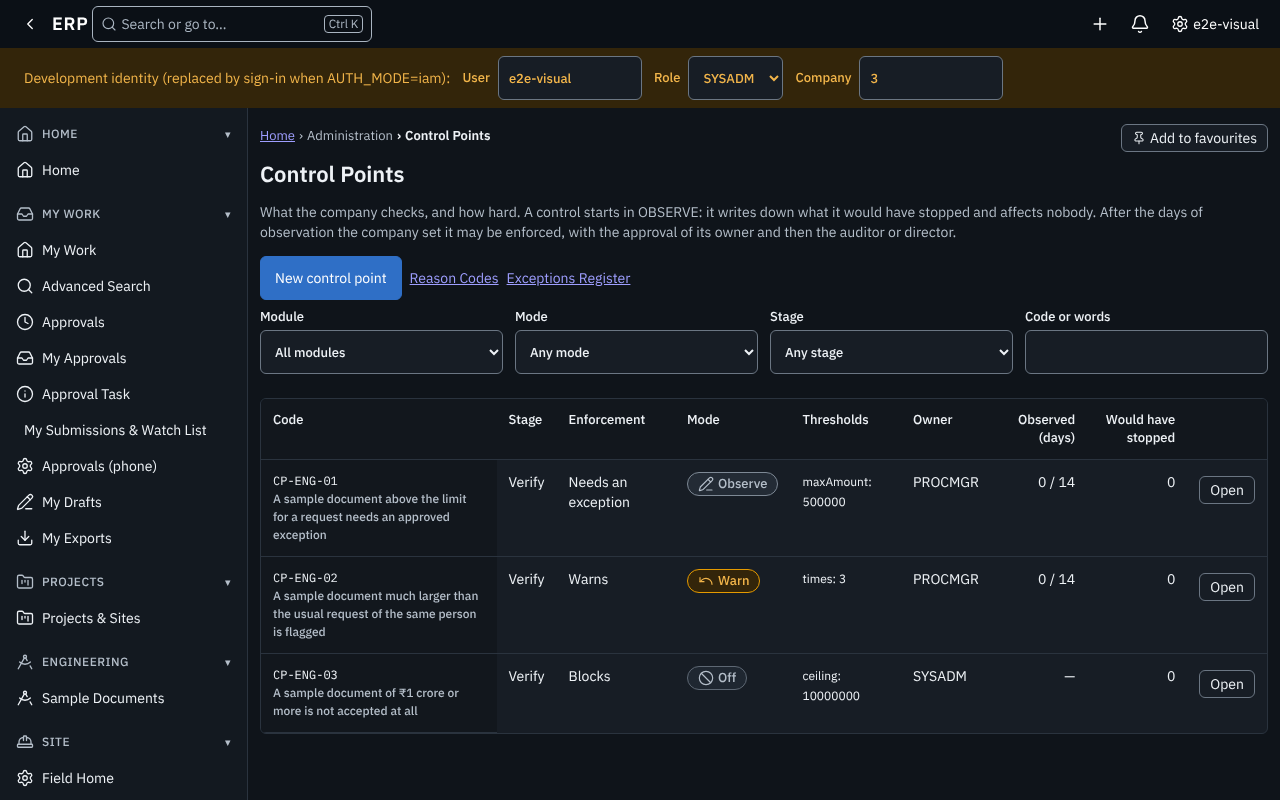 ERP
Search or go to...
Ctrl K
e2e-visual
Development identity (replaced by sign-in when AUTH_MODE=iam):
User
e2e-visual
Role
SYSADM
Company
3
HOME
Home
MY WORK
My Work
Advanced Search
Approvals
My Approvals
Approval Task
My Submissions & Watch List
Approvals (phone)
My Drafts
My Exports
PROJECTS
Projects & Sites
ENGINEERING
Sample Documents
SITE
Field Home
Home › Administration › Control Points
Add to favourites
Control Points
What the company checks, and how hard. A control starts in OBSERVE: it writes down what it would have stopped and affects nobody. After the days of
observation the company set it may be enforced, with the approval of its owner and then the auditor or director.
New control point
Reason Codes
Exceptions Register
Module
All modules
Mode
Any mode
Stage
Any stage
Code or words
Code
Stage
Enforcement
Mode
Thresholds
Owner
Observed
(days)
Would have
stopped
CP-ENG-01
A sample document above the limit
for a request needs an approved
exception
Verify
Needs an
exception
Observe
maxAmount:
500000
PROCMGR
0 / 14
0
Open
CP-ENG-02
A sample document much larger than
the usual request of the same person
is flagged
Verify
Warns
Warn
times: 3
PROCMGR
0 / 14
0
Open
CP-ENG-03
A sample document of ₹1 crore or
more is not accepted at all
Verify
Blocks
Off
ceiling:
10000000
SYSADM
—
0
Open